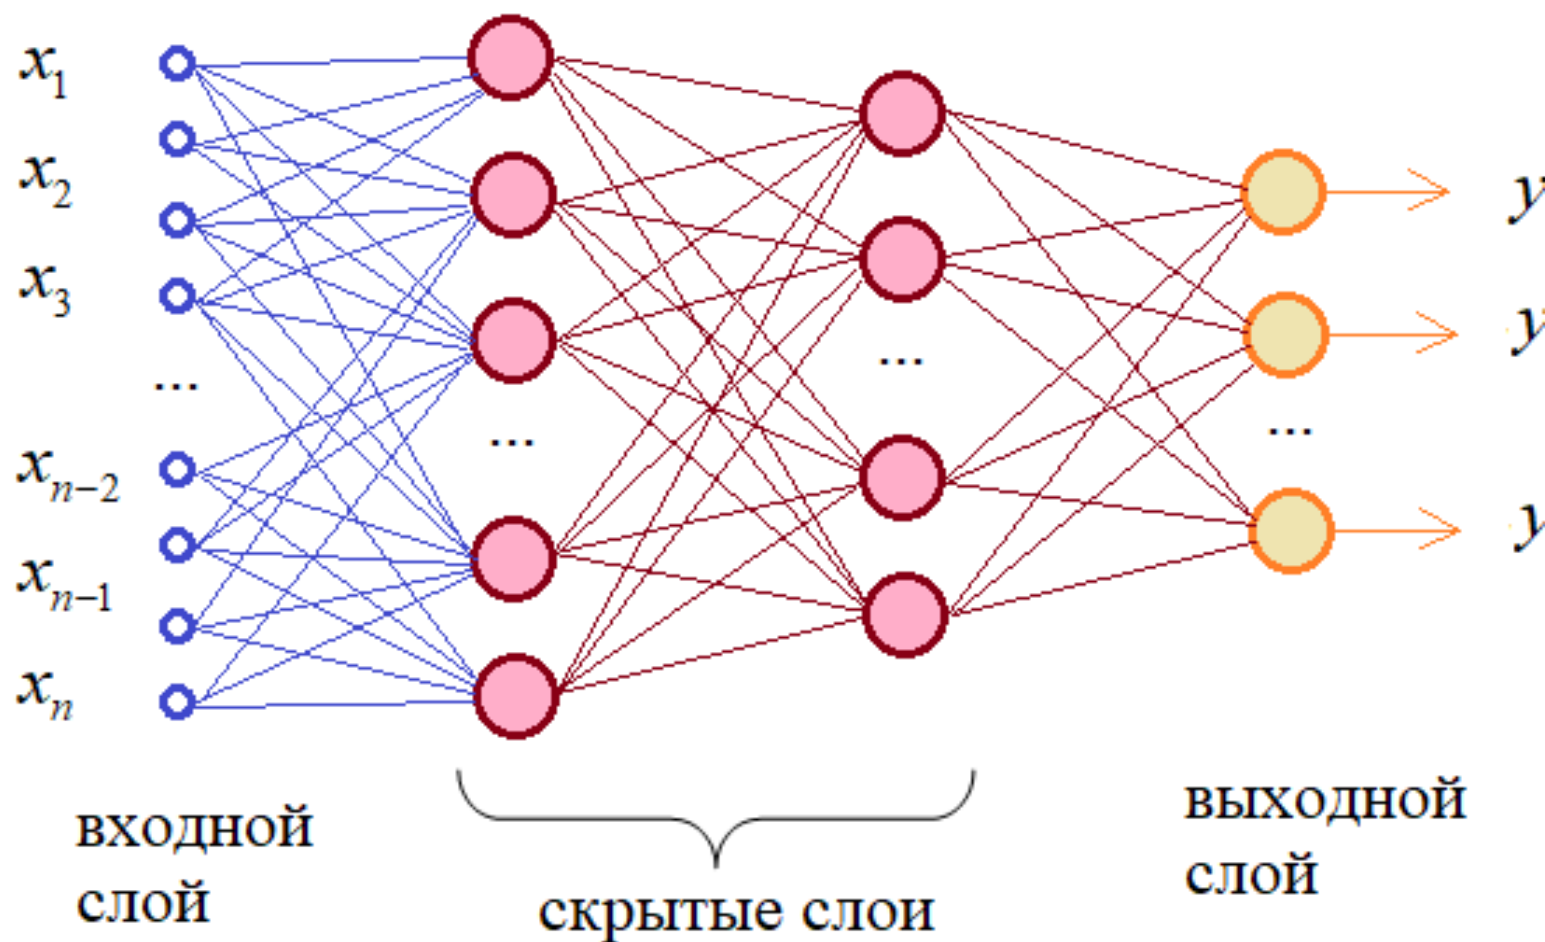 x₁
x₂
x₃
...
xₙ₋₂
xₙ₋₁
xₙ
...
...
...
y
y
y
входной
слой
скрытые слои
выходной
слой